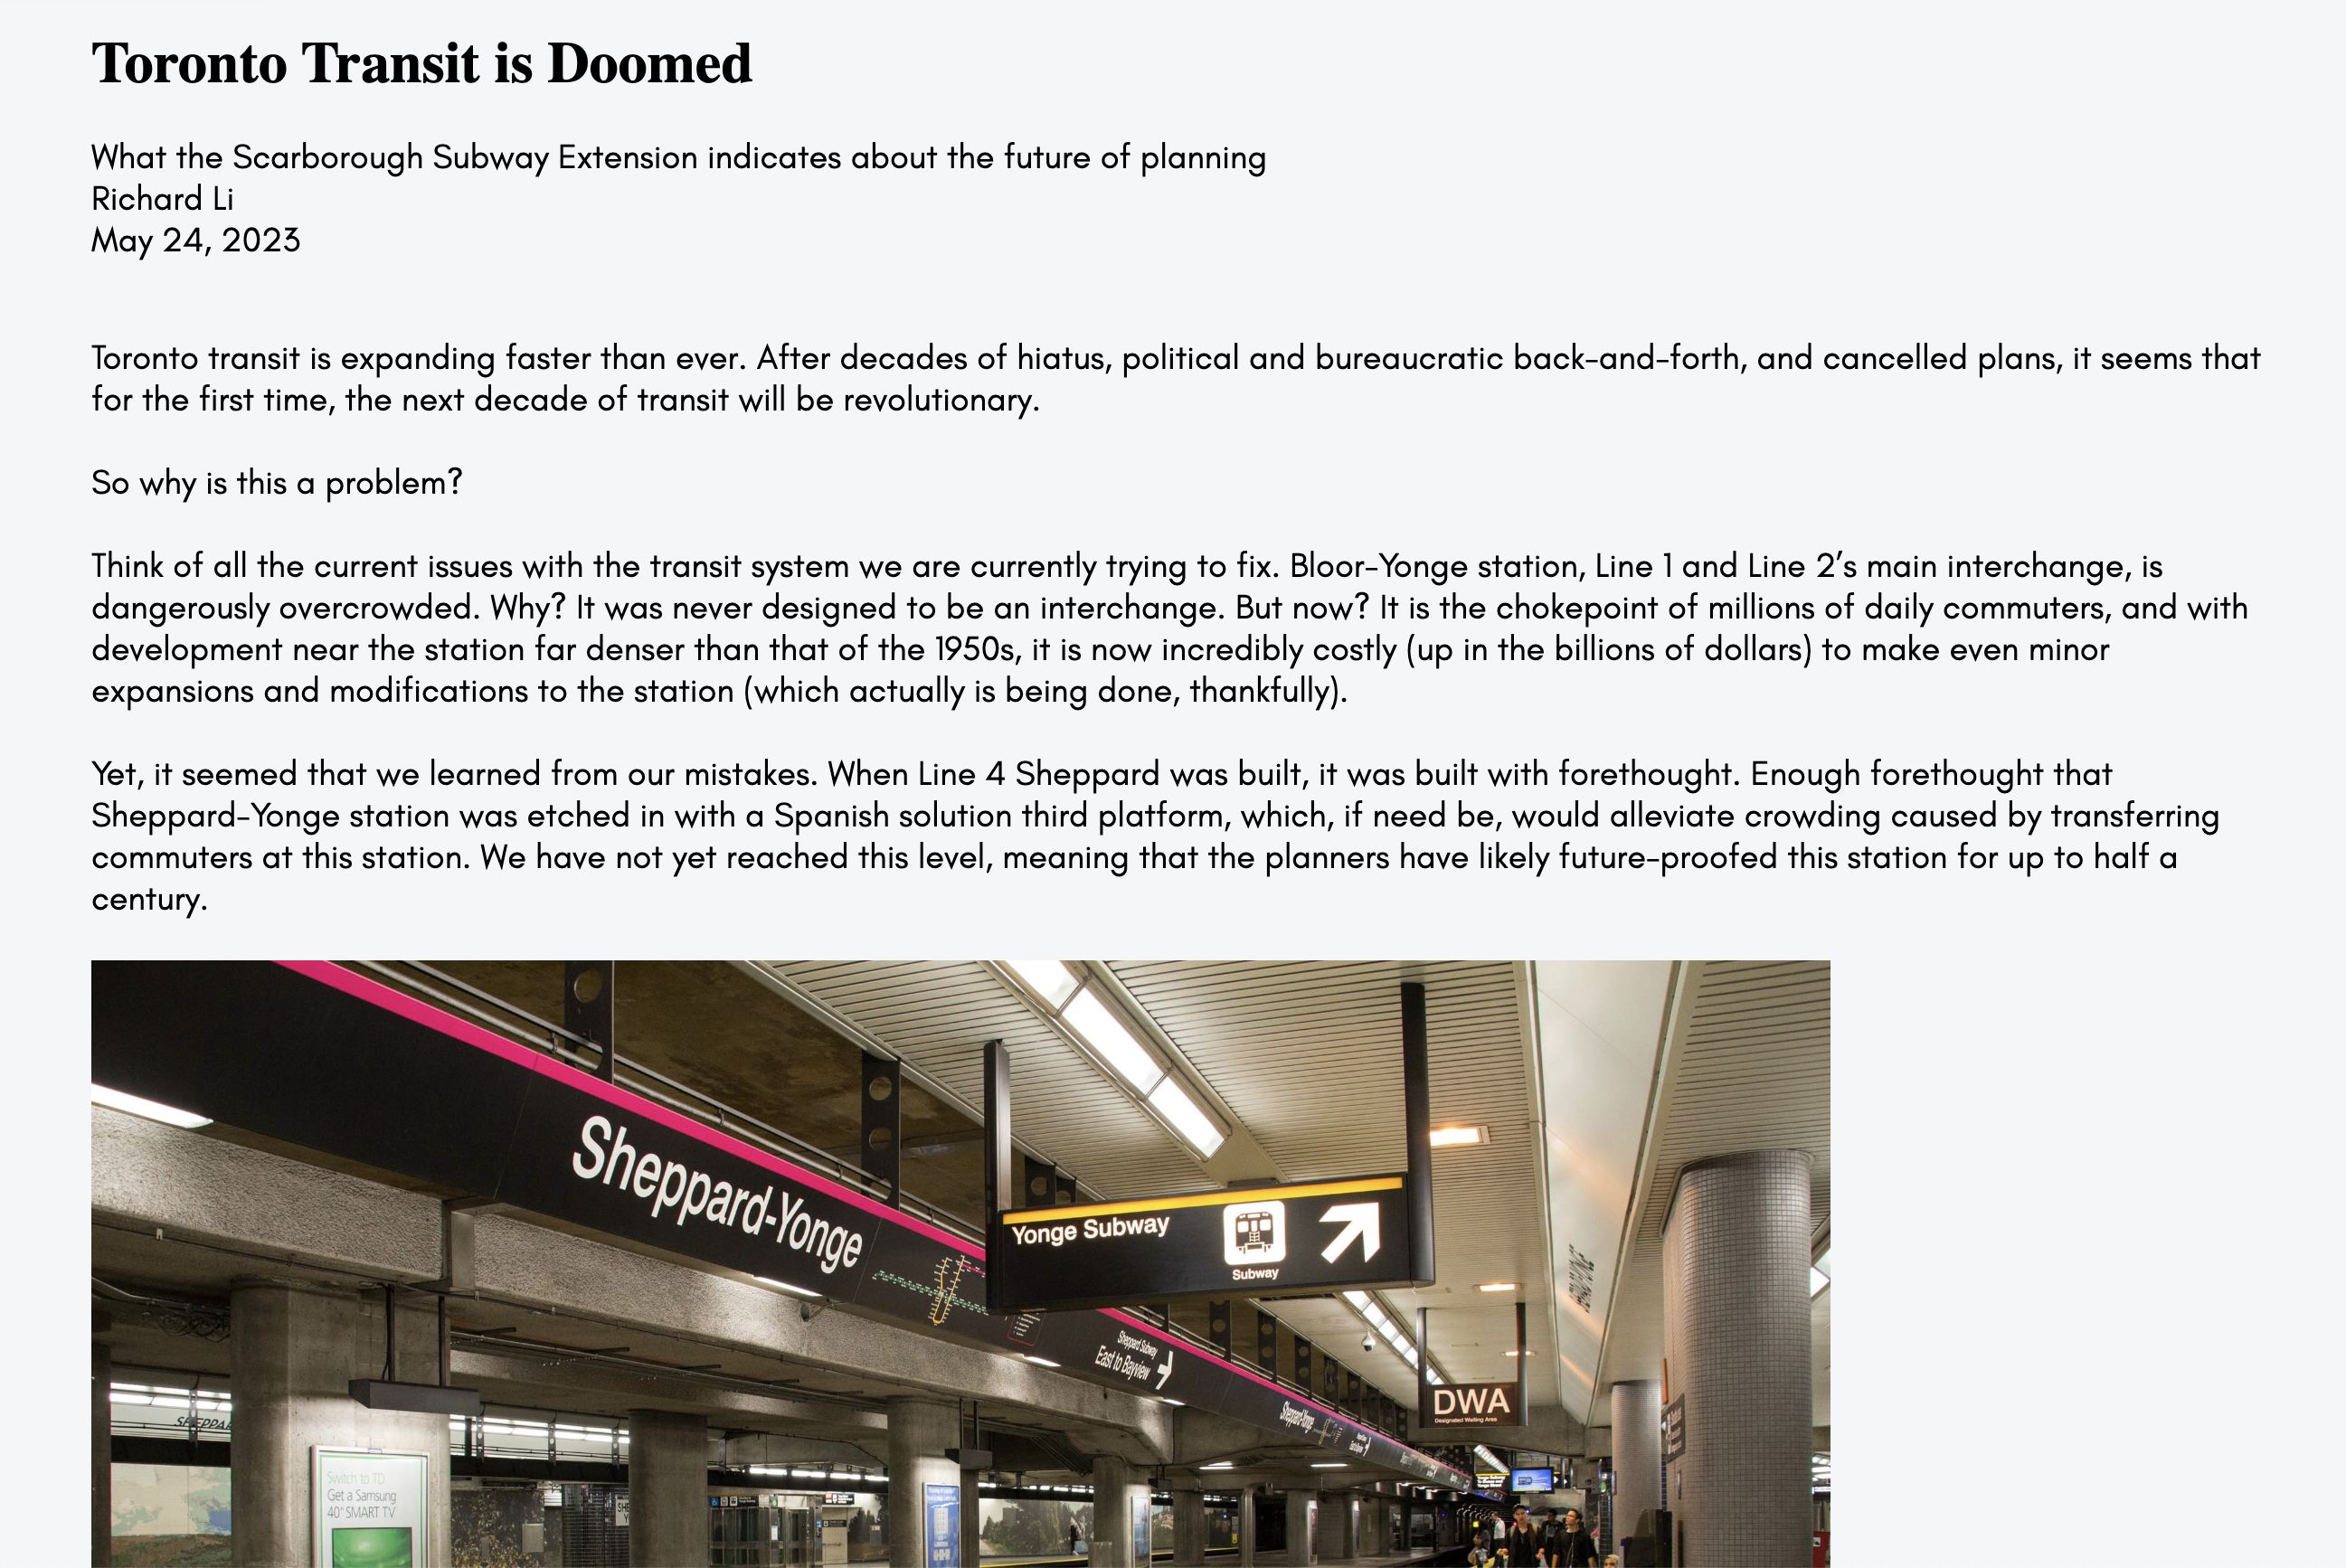 Toronto Transit is Doomed
What the Scarborough Subway Extension indicates about the future of planning
Richard Li
May 24, 2023
Toronto transit is expanding faster than ever. After decades of hiatus, political and bureaucratic back-and-forth, and cancelled plans, it seems that
for the first time, the next decade of transit will be revolutionary.
So why is this a problem?
Think of all the current issues with the transit system we are currently trying to fix. Bloor-Yonge station, Line 1 and Line 2’s main interchange, is
dangerously overcrowded. Why? It was never designed to be an interchange. But now? It is the chokepoint of millions of daily commuters, and with
development near the station far denser than that of the 1950s, it is now incredibly costly (up in the billions of dollars) to make even minor
expansions and modifications to the station (which actually is being done, thankfully).
Yet, it seemed that we learned from our mistakes. When Line 4 Sheppard was built, it was built with forethought. Enough forethought that
Sheppard-Yonge station was etched in with a Spanish solution third platform, which, if need be, would alleviate crowding caused by transferring
commuters at this station. We have not yet reached this level, meaning that the planners have likely future-proofed this station for up to half a
century.
Sheppard-Yonge
Yonge Subway
Subway
Sheppard Subway
East to Bayview
Sheppard-Yonge
DWA
Designated Waiting Area
SHEPPAR
Switch to TD
Get a Samsung
40" SMART TV